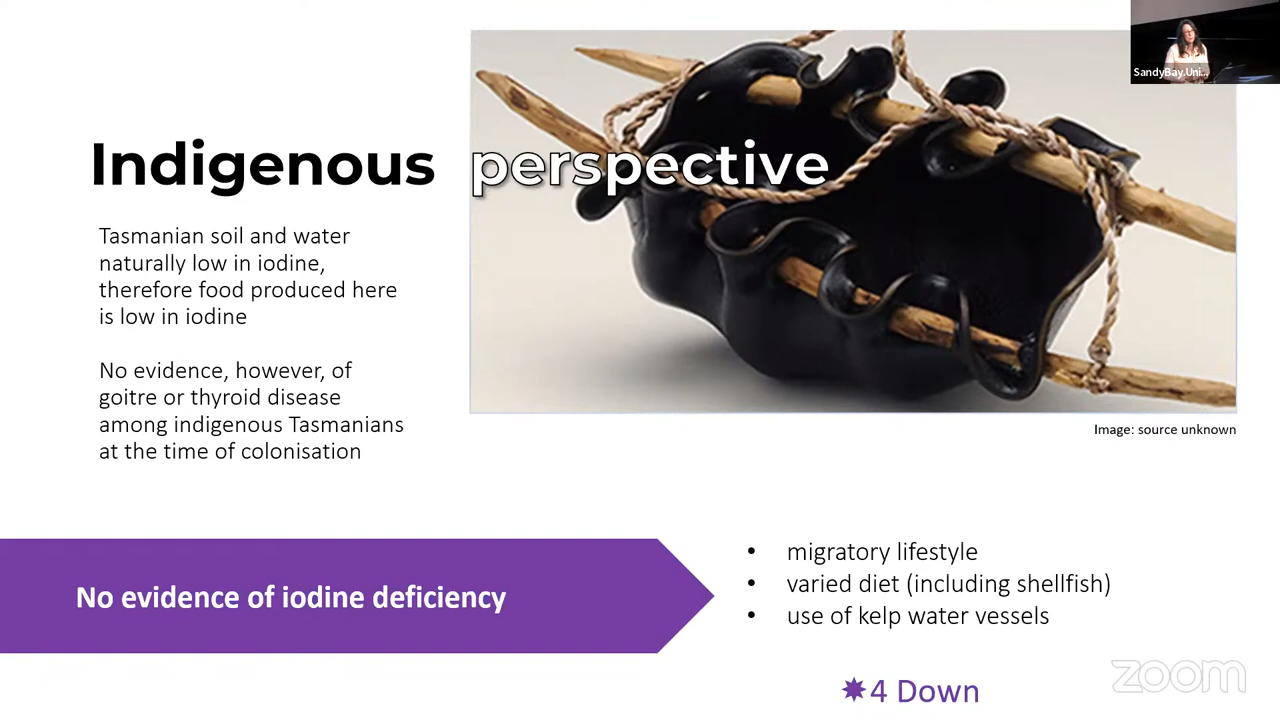 SandyBay.Uni...
Indigenous perspective
Tasmanian soil and water
naturally low in iodine,
therefore food produced here
is low in iodine
No evidence, however, of
goitre or thyroid disease
among indigenous Tasmanians
at the time of colonisation
Image: source unknown
No evidence of iodine deficiency
• migratory lifestyle
• varied diet (including shellfish)
• use of kelp water vessels
✸4 Down
zoom